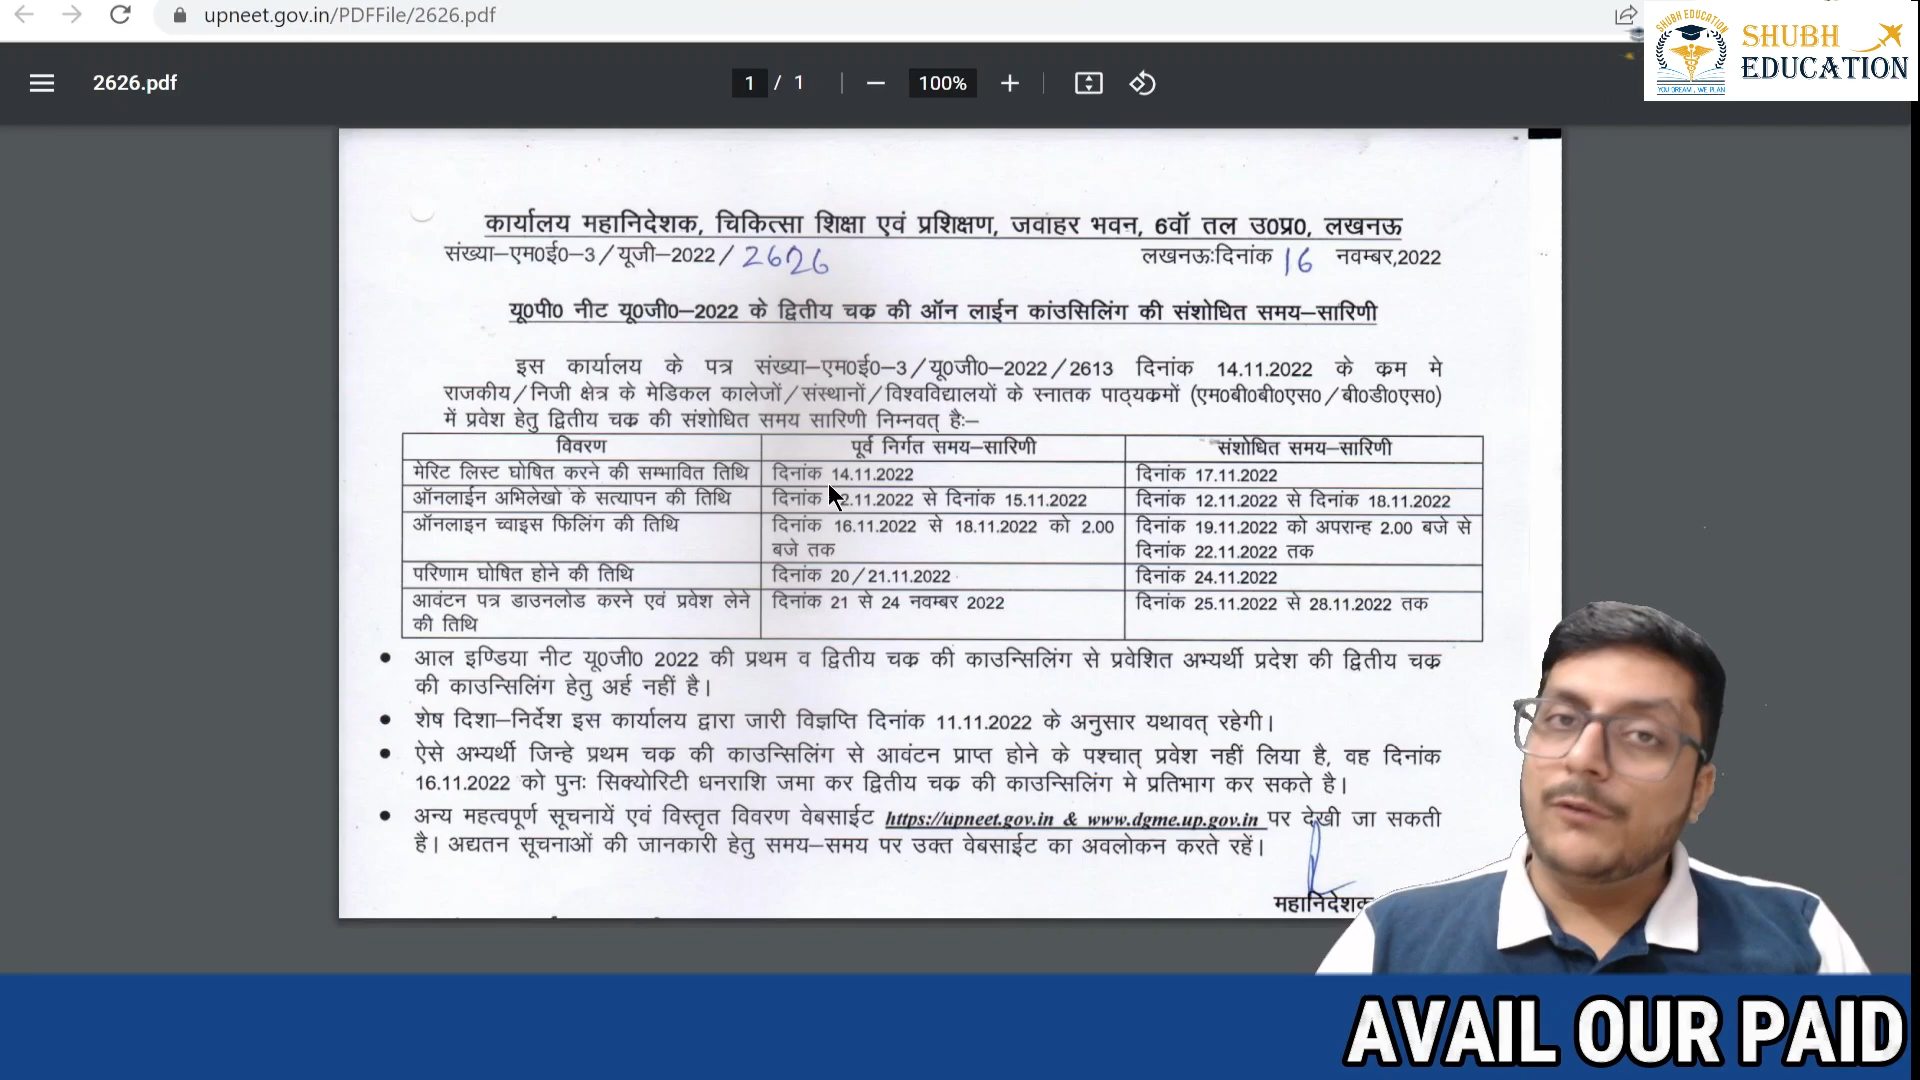 upneet.gov.in/PDFFile/2626.pdf
SHUBH EDUCATION
SHUBH
EDUCATION
YOU DREAM, WE PLAN
2626.pdf
1 / 1
100%
कार्यालय महानिदेशक, चिकित्सा शिक्षा एवं प्रशिक्षण, जवाहर भवन, 6वॉ तल उ0प्र0, लखनऊ
संख्या-एम0ई0-3/यूजी-2022/ 2626 लखनऊःदिनांक 16 नवम्बर,2022
यू0पी0 नीट यू0जी0-2022 के द्वितीय चक्र की ऑन लाईन कांउसिलिंग की संशोधित समय-सारिणी
इस कार्यालय के पत्र संख्या-एम0ई0-3/यू0जी0-2022/2613 दिनांक 14.11.2022 के क्रम मे
राजकीय/निजी क्षेत्र के मेडिकल कालेजों/संस्थानों/विश्वविद्यालयों के स्नातक पाठ्यक्रमों (एम0बी0बी0एस0/बी0डी0एस0)
में प्रवेश हेतु द्वितीय चक्र की संशोधित समय सारिणी निम्नवत् हैः-
विवरण पूर्व निर्गत समय-सारिणी संशोधित समय-सारिणी
मेरिट लिस्ट घोषित करने की सम्भावित तिथि दिनांक 14.11.2022 दिनांक 17.11.2022
ऑनलाईन अभिलेखो के सत्यापन की तिथि दिनांक 12.11.2022 से दिनांक 15.11.2022 दिनांक 12.11.2022 से दिनांक 18.11.2022
ऑनलाइन च्वाइस फिलिंग की तिथि दिनांक 16.11.2022 से 18.11.2022 को 2.00 दिनांक 19.11.2022 को अपरान्ह 2.00 बजे से
बजे तक दिनांक 22.11.2022 तक
परिणाम घोषित होने की तिथि दिनांक 20/21.11.2022 दिनांक 24.11.2022
आवंटन पत्र डाउनलोड करने एवं प्रवेश लेने दिनांक 21 से 24 नवम्बर 2022 दिनांक 25.11.2022 से 28.11.2022 तक
की तिथि
• आल इण्डिया नीट यू0जी0 2022 की प्रथम व द्वितीय चक्र की काउन्सिलिंग से प्रवेशित अभ्यर्थी प्रदेश की द्वितीय चक्र
की काउन्सिलिंग हेतु अर्ह नहीं है।
• शेष दिशा-निर्देश इस कार्यालय द्वारा जारी विज्ञप्ति दिनांक 11.11.2022 के अनुसार यथावत् रहेगी।
• ऐसे अभ्यर्थी जिन्हे प्रथम चक्र की काउन्सिलिंग से आवंटन प्राप्त होने के पश्चात् प्रवेश नहीं लिया है, वह दिनांक
16.11.2022 को पुनः सिक्योरिटी धनराशि जमा कर द्वितीय चक्र की काउन्सिलिंग मे प्रतिभाग कर सकते है।
• अन्य महत्वपूर्ण सूचनायें एवं विस्तृत विवरण वेबसाईट https://upneet.gov.in & www.dgme.up.gov.in पर देखी जा सकती
है। अद्यतन सूचनाओं की जानकारी हेतु समय-समय पर उक्त वेबसाईट का अवलोकन करते रहें।
महानिदेशक
AVAIL OUR PAID